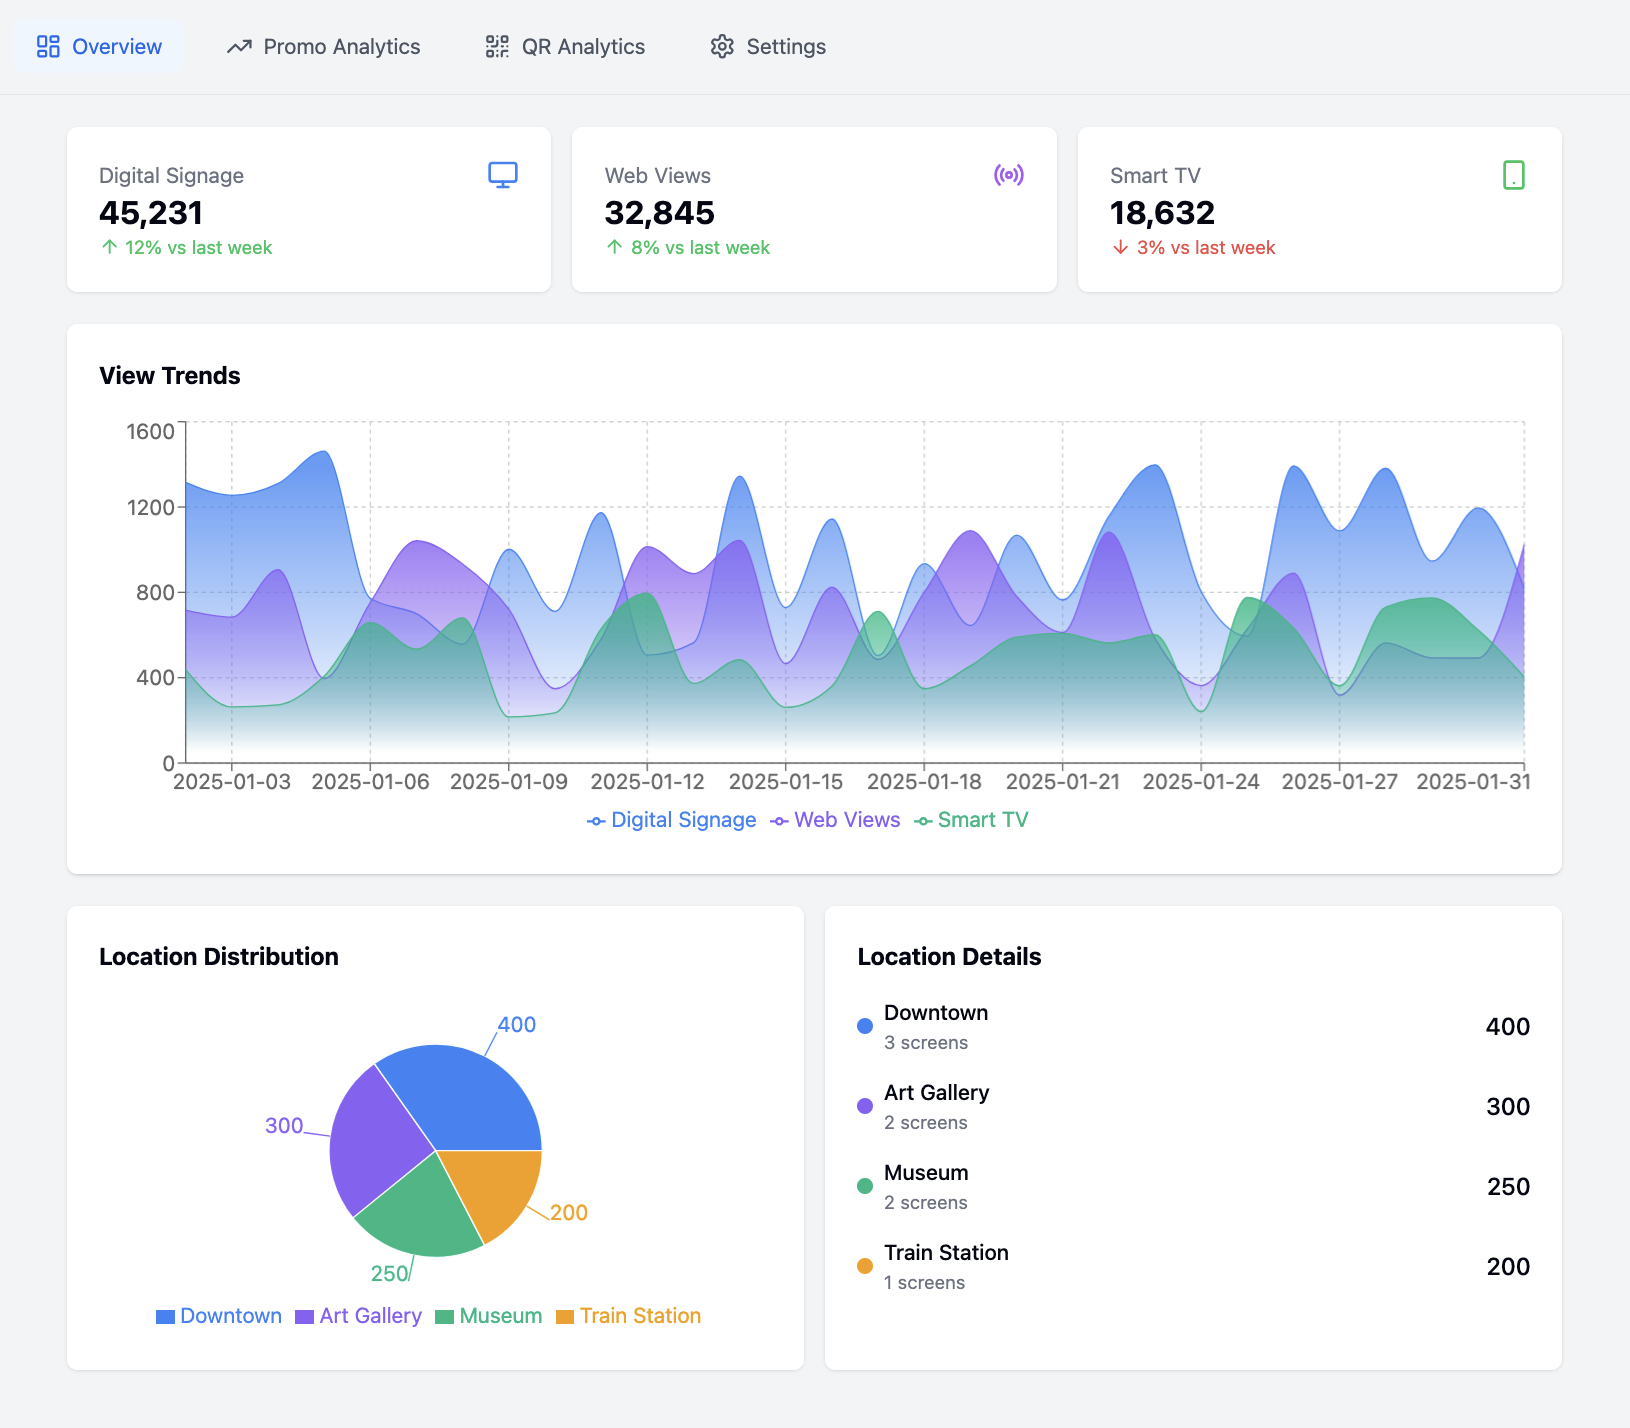 Overview
Promo Analytics
QR Analytics
Settings
Digital Signage
45,231
12% vs last week
Web Views
32,845
8% vs last week
Smart TV
18,632
3% vs last week
View Trends
1600
1200
800
400
0
2025-01-03 2025-01-06 2025-01-09 2025-01-12 2025-01-15 2025-01-18 2025-01-21 2025-01-24 2025-01-27 2025-01-31
Digital Signage Web Views Smart TV
Location Distribution
400
300
200
250
Downtown Art Gallery Museum Train Station
Location Details
Downtown
3 screens
400
Art Gallery
2 screens
300
Museum
2 screens
250
Train Station
1 screens
200